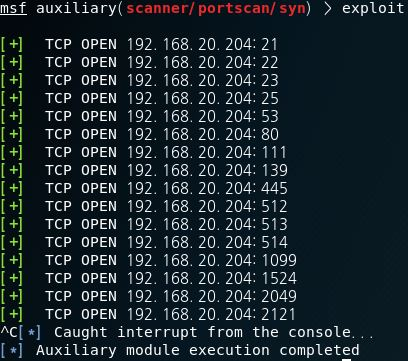 msf auxiliary(scanner/portscan/syn) > exploit
[+] TCP OPEN 192.168.20.204:21
[+] TCP OPEN 192.168.20.204:22
[+] TCP OPEN 192.168.20.204:23
[+] TCP OPEN 192.168.20.204:25
[+] TCP OPEN 192.168.20.204:53
[+] TCP OPEN 192.168.20.204:80
[+] TCP OPEN 192.168.20.204:111
[+] TCP OPEN 192.168.20.204:139
[+] TCP OPEN 192.168.20.204:445
[+] TCP OPEN 192.168.20.204:512
[+] TCP OPEN 192.168.20.204:513
[+] TCP OPEN 192.168.20.204:514
[+] TCP OPEN 192.168.20.204:1099
[+] TCP OPEN 192.168.20.204:1524
[+] TCP OPEN 192.168.20.204:2049
[+] TCP OPEN 192.168.20.204:2121
^C[*] Caught interrupt from the console...
[*] Auxiliary module execution completed